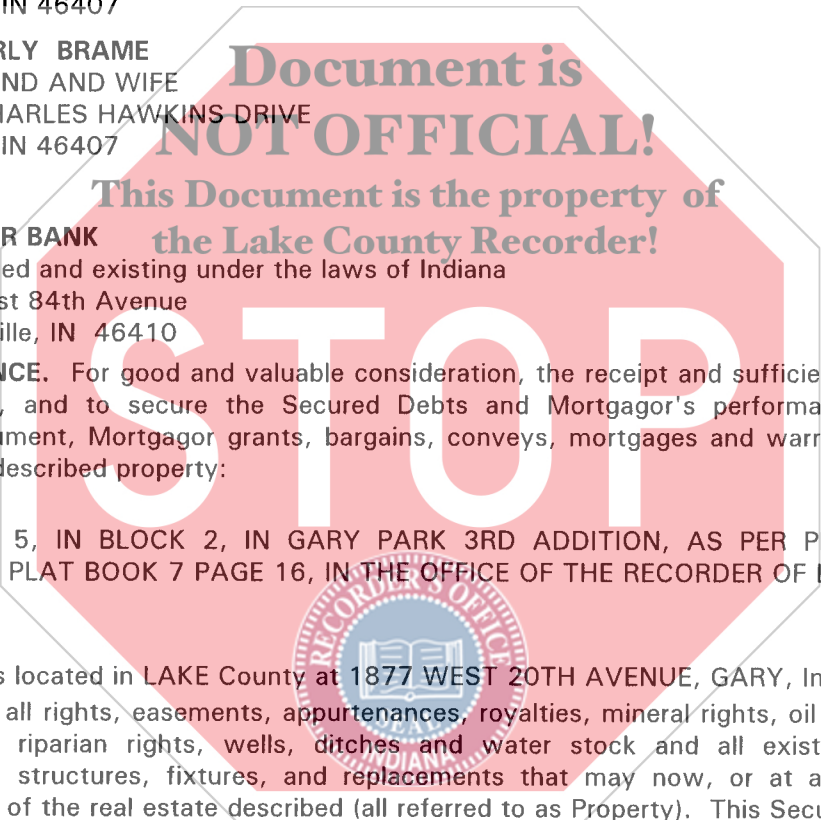 IN 46407
RLY BRAME
ND AND WIFE
HARLES HAWKINS DRIVE
IN 46407
Document is
NOT OFFICIAL!
This Document is the property of
the Lake County Recorder!
R BANK
ed and existing under the laws of Indiana
st 84th Avenue
ille, IN 46410
NCE. For good and valuable consideration, the receipt and sufficie
, and to secure the Secured Debts and Mortgagor's performa
ument, Mortgagor grants, bargains, conveys, mortgages and warr
described property:
STOP
5, IN BLOCK 2, IN GARY PARK 3RD ADDITION, AS PER P
PLAT BOOK 7 PAGE 16, IN THE OFFICE OF THE RECORDER OF L
RECORDER'S OFFICE
SEAL
INDIANA
s located in LAKE County at 1877 WEST 20TH AVENUE, GARY, In
all rights, easements, appurtenances, royalties, mineral rights, oil
riparian rights, wells, ditches and water stock and all exist
structures, fixtures, and replacements that may now, or at a
of the real estate described (all referred to as Property). This Secu